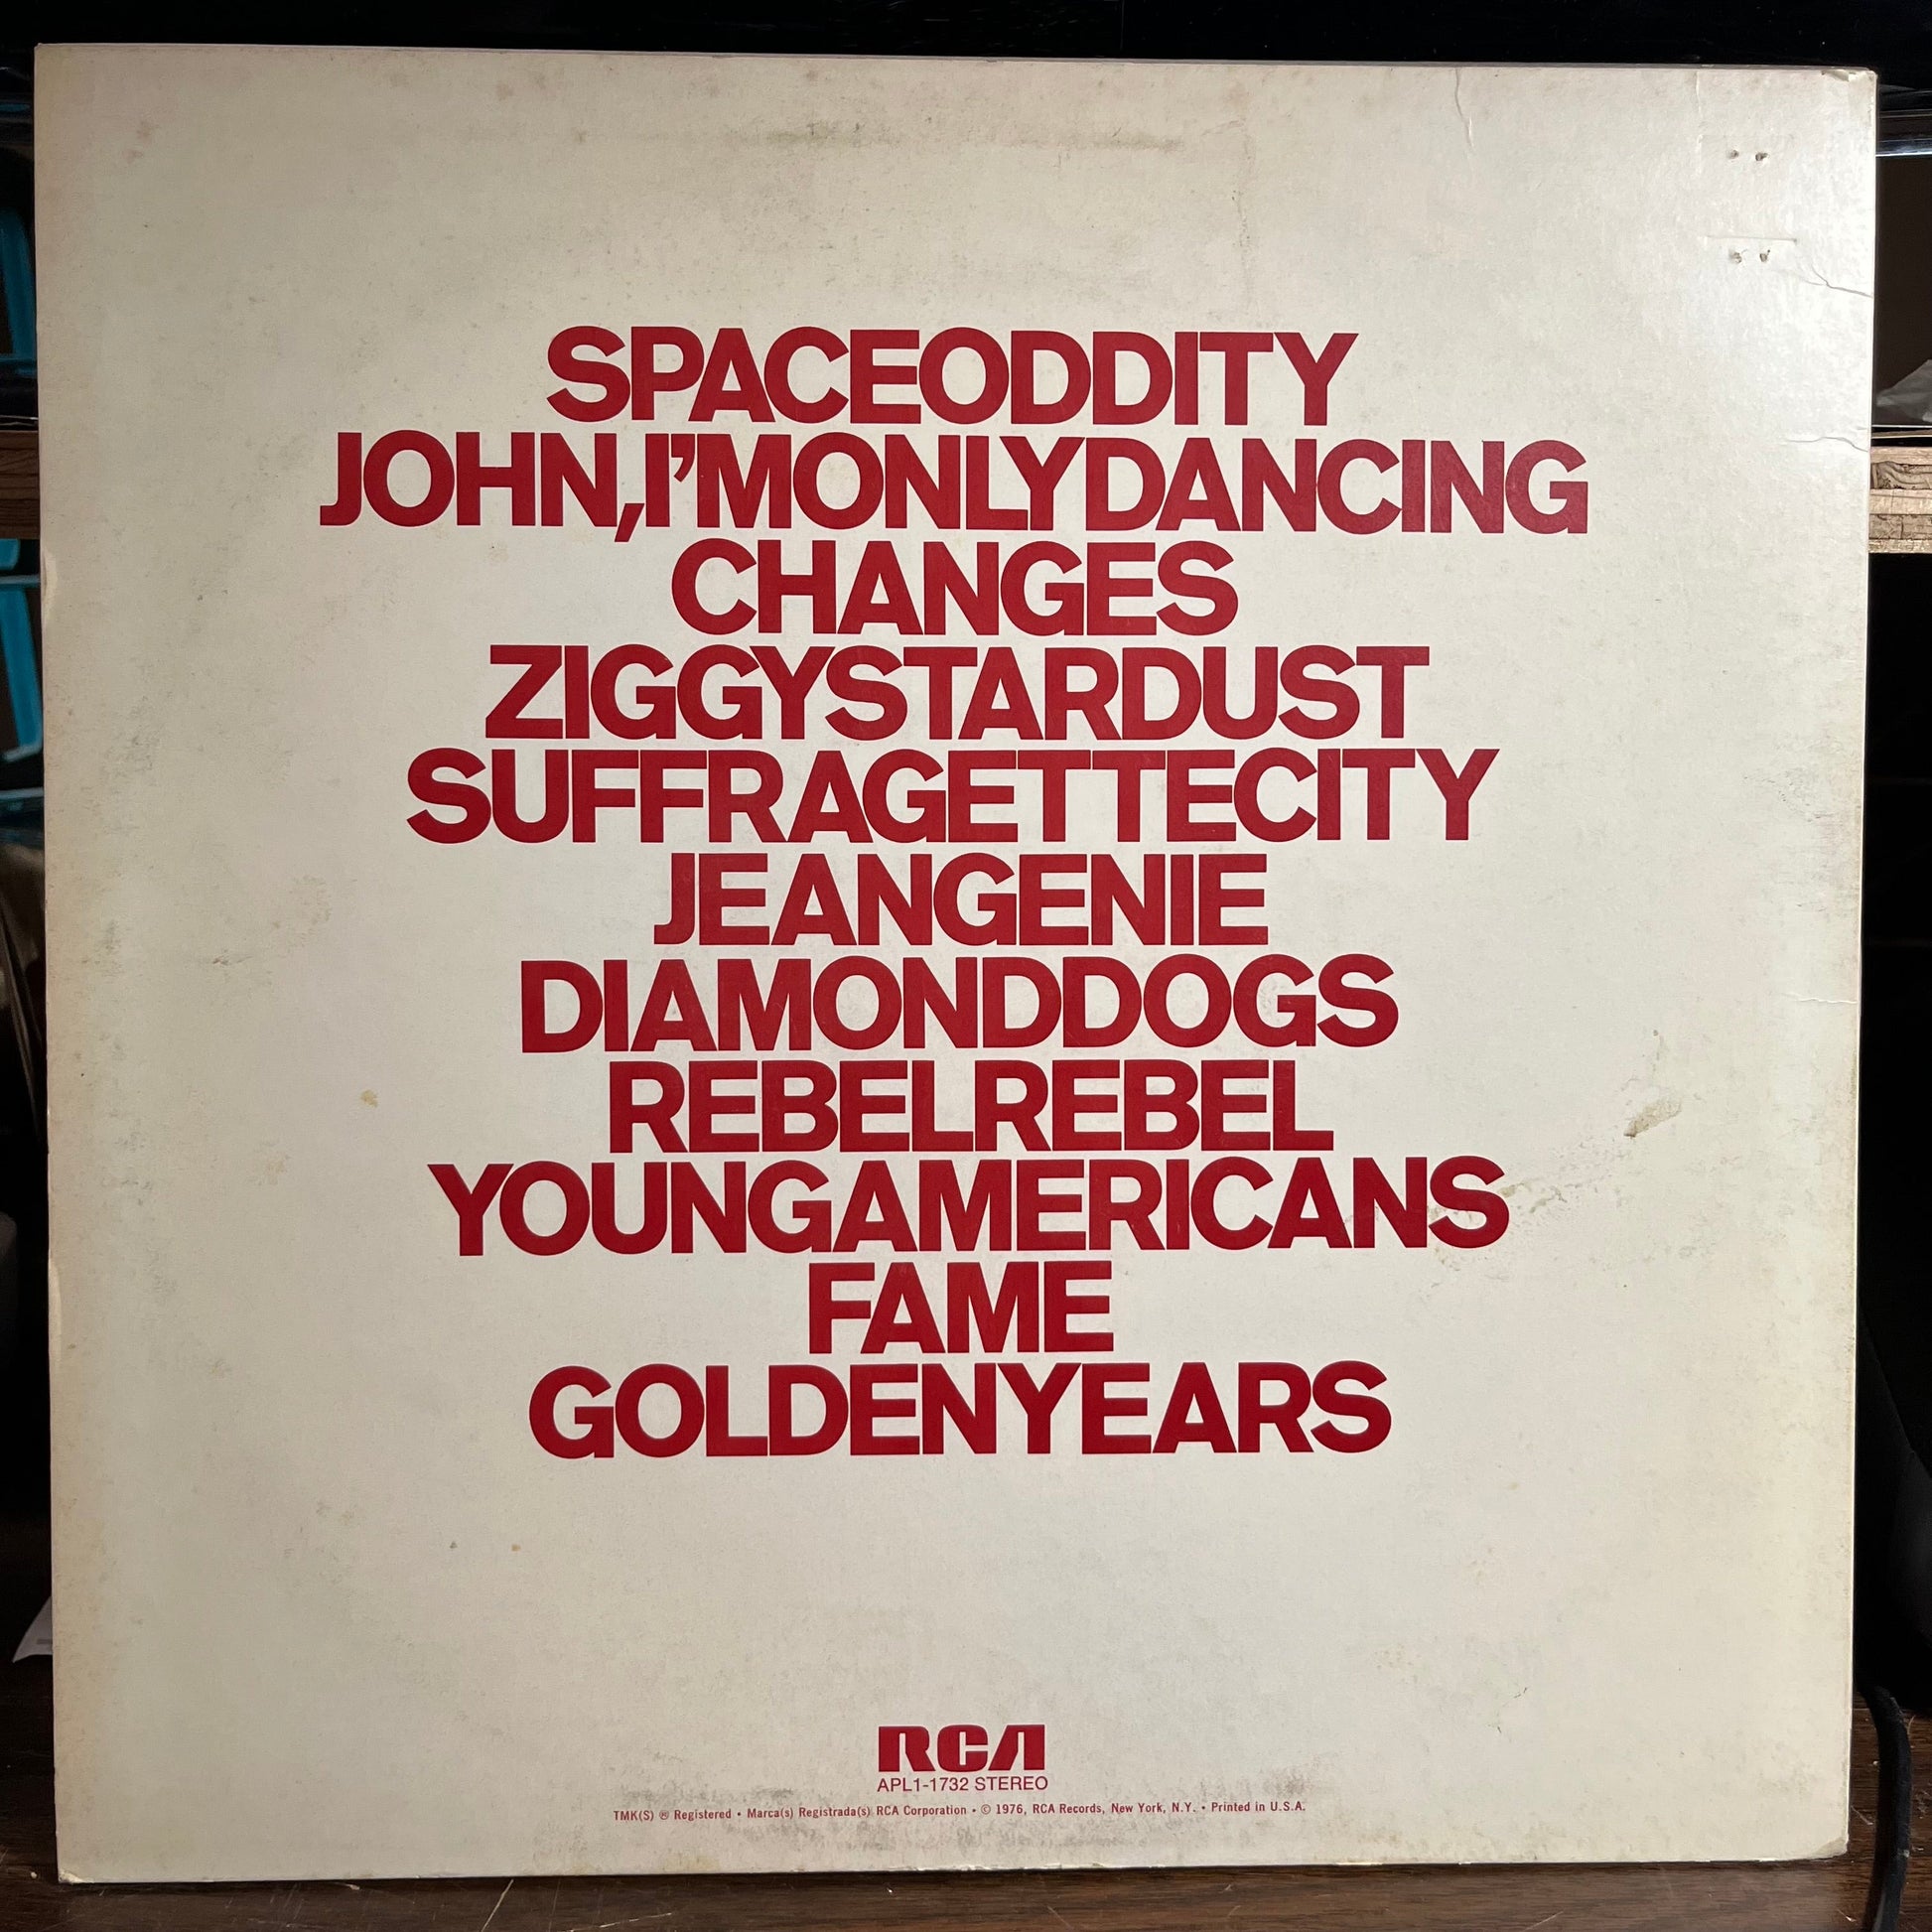 SPACEODDITY
JOHN,I'MONLYDANCING
CHANGES
ZIGGYSTARDUST
SUFFRAGETTECITY
JEANGENIE
DIAMONDDOGS
REBELREBEL
YOUNGAMERICANS
FAME
GOLDENYEARS
RCA
APL1-1732 STEREO
TMK(S) ® Registered • Marca(s) Registrada(s) RCA Corporation • © 1976, RCA Records, New York, N.Y. • Printed in U.S.A.